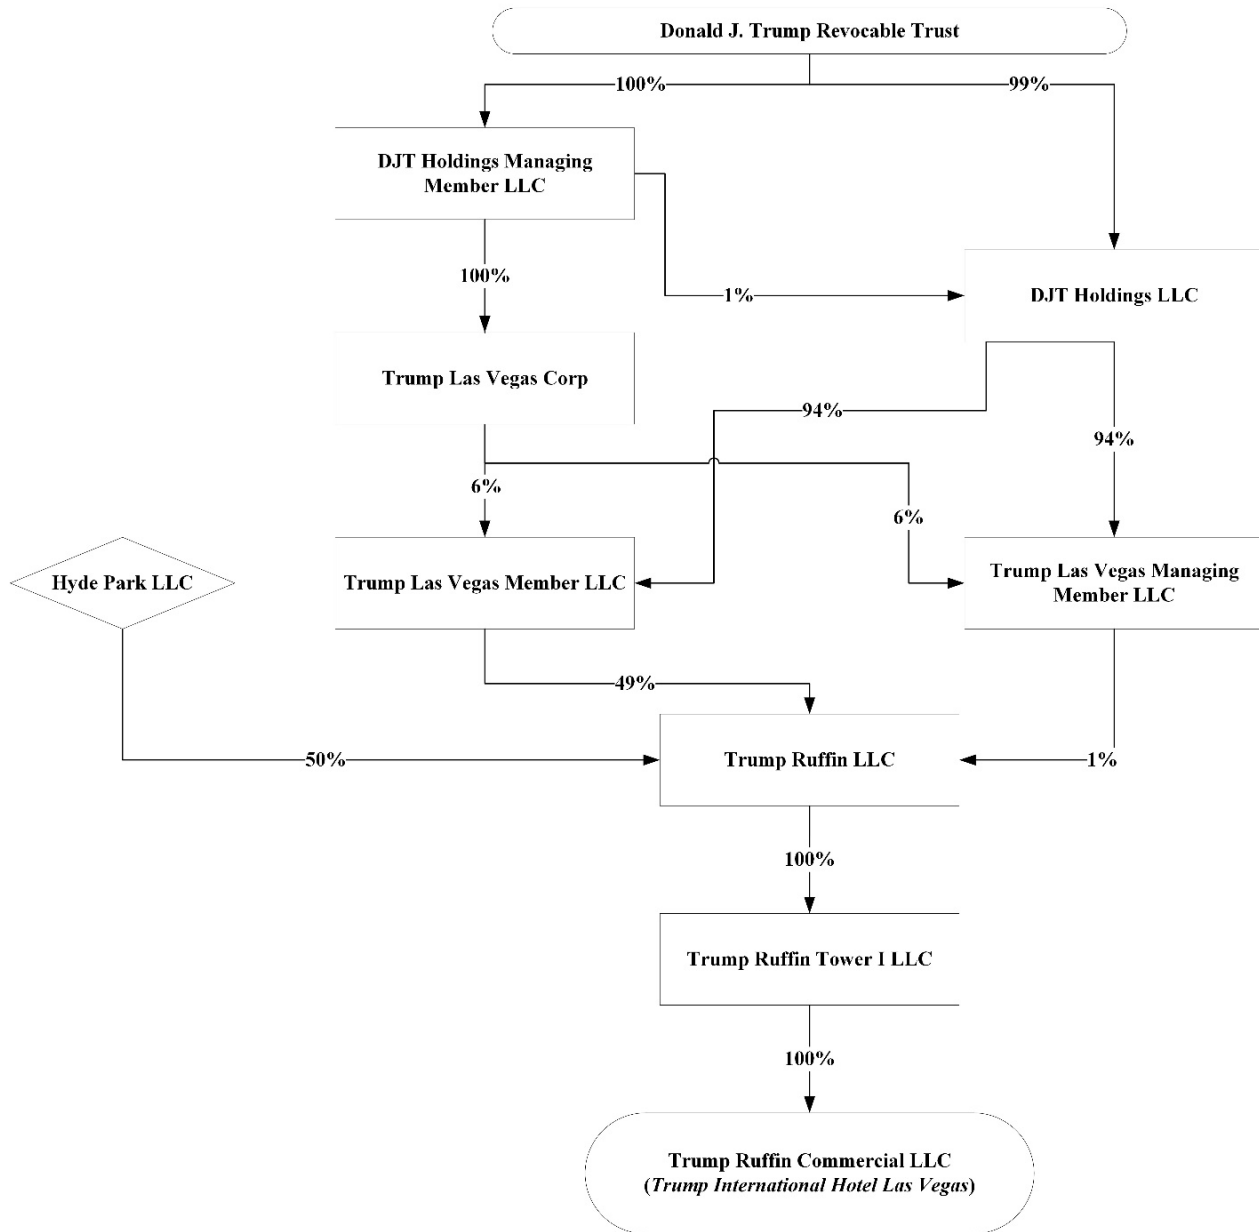 Donald J. Trump Revocable Trust
100%
99%
DJT Holdings Managing
Member LLC
100%
1%
DJT Holdings LLC
Trump Las Vegas Corp
94%
94%
6%
6%
Hyde Park LLC
Trump Las Vegas Member LLC
Trump Las Vegas Managing
Member LLC
49%
50%
Trump Ruffin LLC
1%
100%
Trump Ruffin Tower I LLC
100%
Trump Ruffin Commercial LLC
(Trump International Hotel Las Vegas)